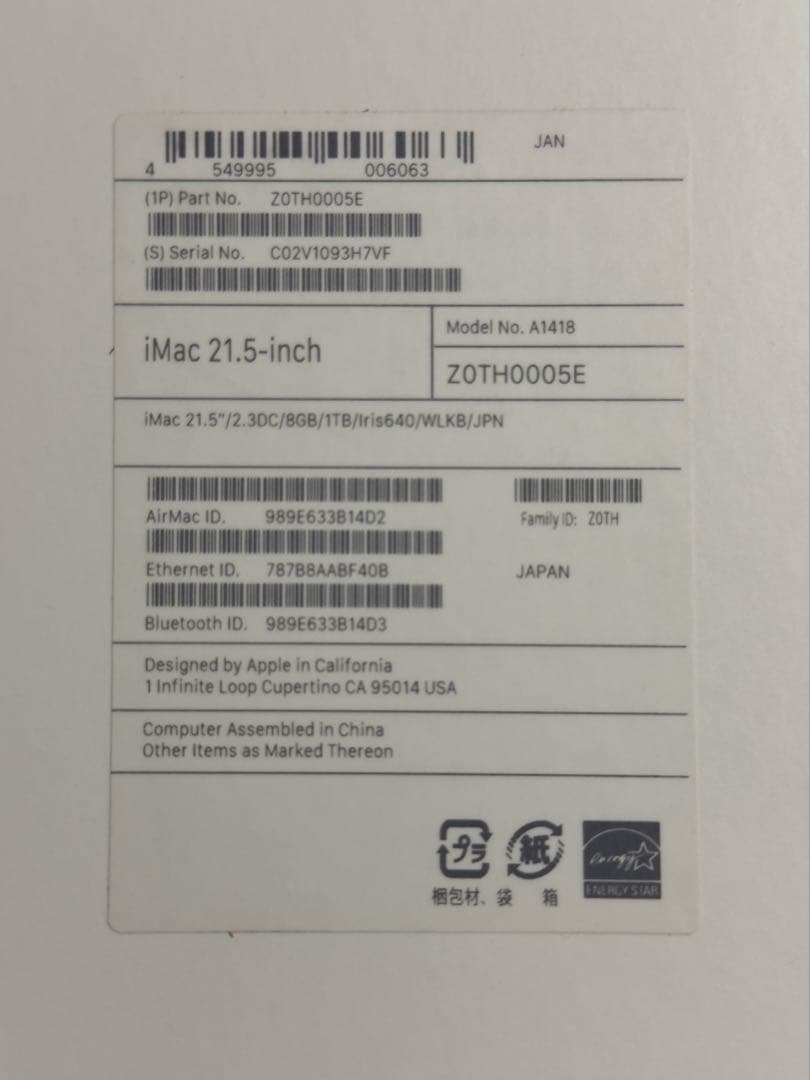 JAN
4 549995 006063
(1P) Part No. Z0TH0005E
(S) Serial No. C02V1093H7VF
iMac 21.5-inch
Model No. A1418
Z0TH0005E
iMac 21.5"/2.3DC/8GB/1TB/Iris640/WLKB/JPN
AirMac ID. 989E633B14D2
Family ID: Z0TH
Ethernet ID. 787B8AABF40B
JAPAN
Bluetooth ID. 989E633B14D3
Designed by Apple in California
1 Infinite Loop Cupertino CA 95014 USA
Computer Assembled in China
Other Items as Marked Thereon
プラ
紙
energy
ENERGY STAR
梱包材、袋 箱